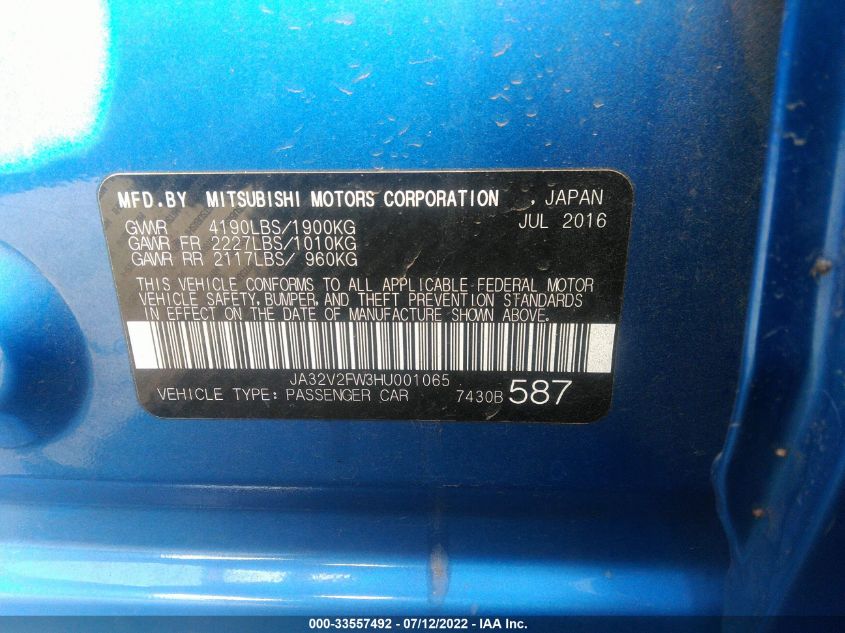 MFD.BY MITSUBISHI MOTORS CORPORATION , JAPAN
JUL 2016
GVWR 4190LBS/1900KG
GAWR FR 2227LBS/1010KG
GAWR RR 2117LBS/ 960KG
THIS VEHICLE CONFORMS TO ALL APPLICABLE FEDERAL MOTOR
VEHICLE SAFETY, BUMPER, AND THEFT PREVENTION STANDARDS
IN EFFECT ON THE DATE OF MANUFACTURE SHOWN ABOVE.
JA32V2FW3HU001065
VEHICLE TYPE: PASSENGER CAR 7430B 587
000-33557492 - 07/12/2022 - IAA Inc.